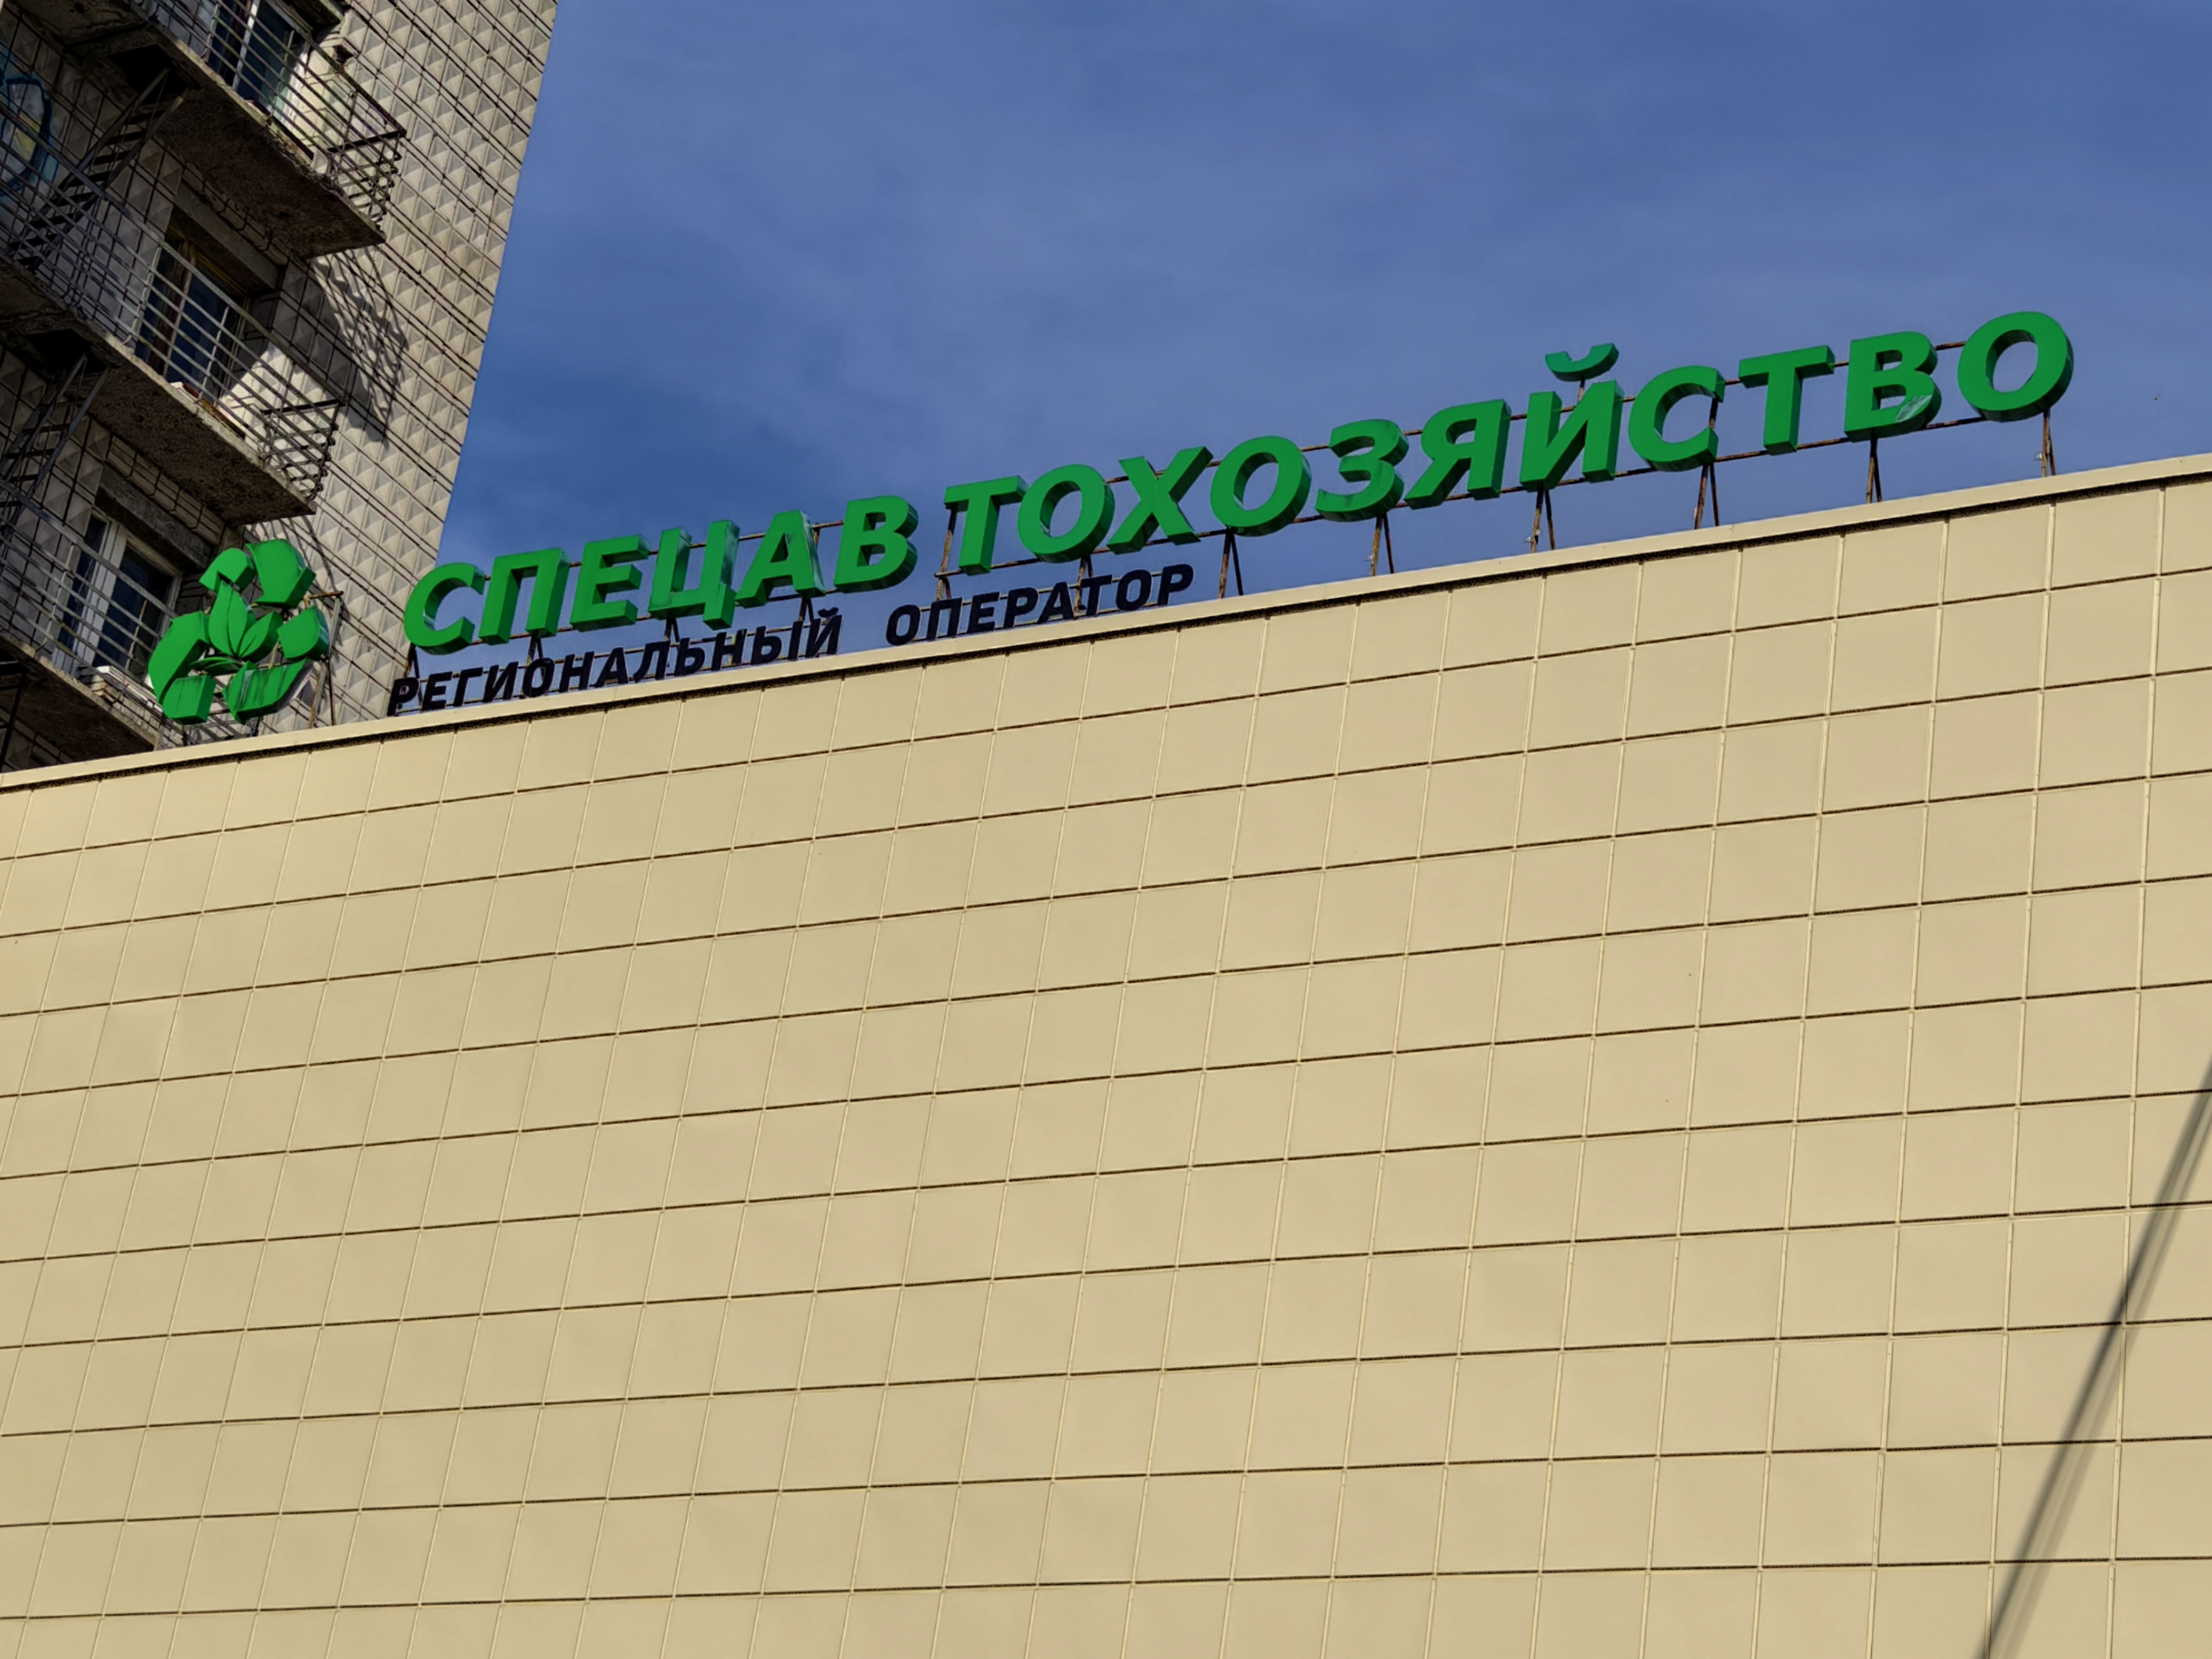 СПЕЦАВТОХОЗЯЙСТВО
РЕГИОНАЛЬНЫЙ ОПЕРАТОР